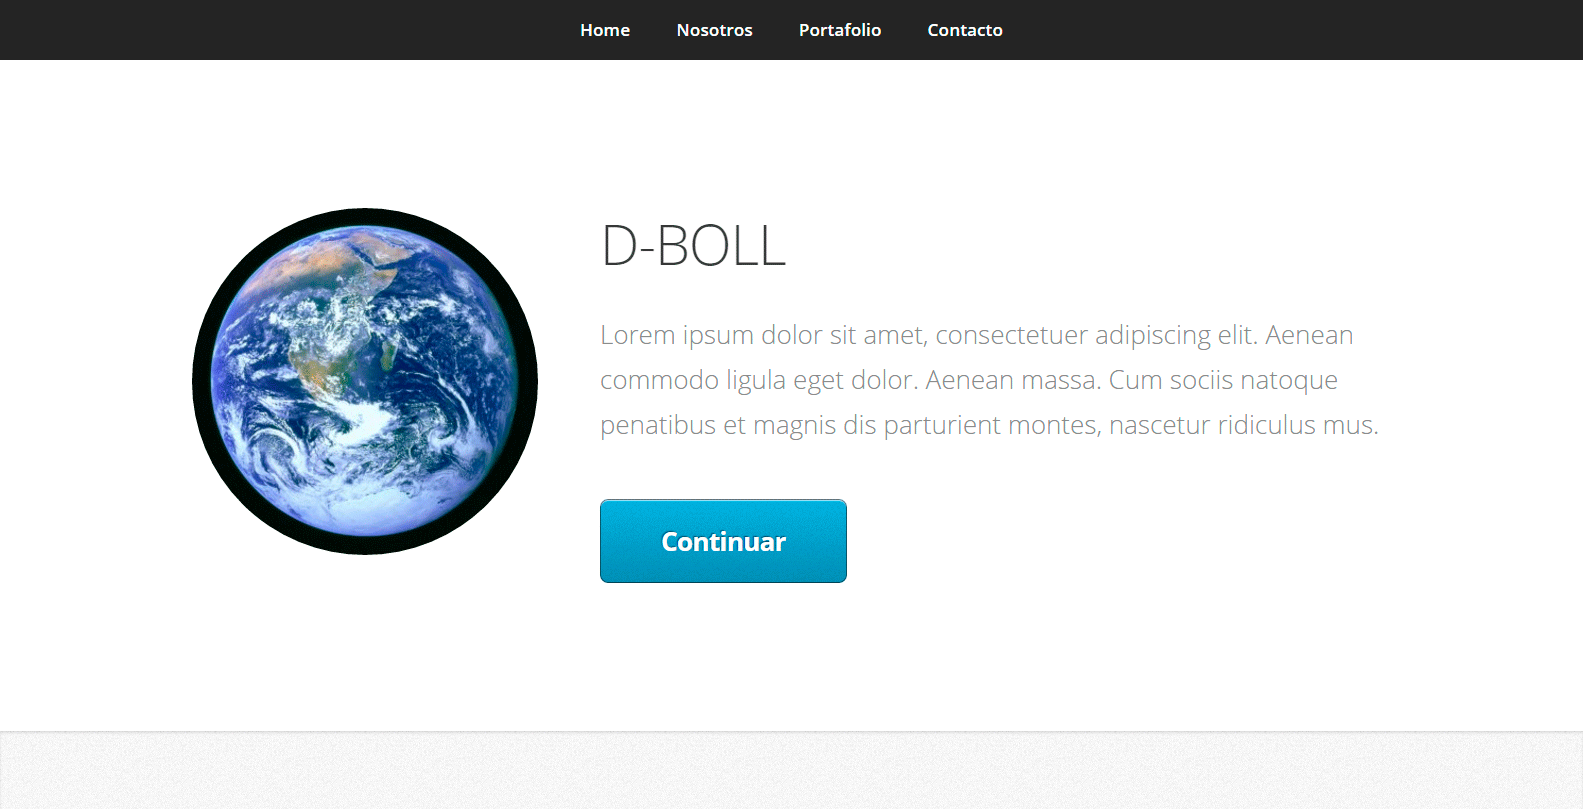 Home Nosotros Portafolio Contacto
D-BOLL
Lorem ipsum dolor sit amet, consectetuer adipiscing elit. Aenean
commodo ligula eget dolor. Aenean massa. Cum sociis natoque
penatibus et magnis dis parturient montes, nascetur ridiculus mus.
Continuar